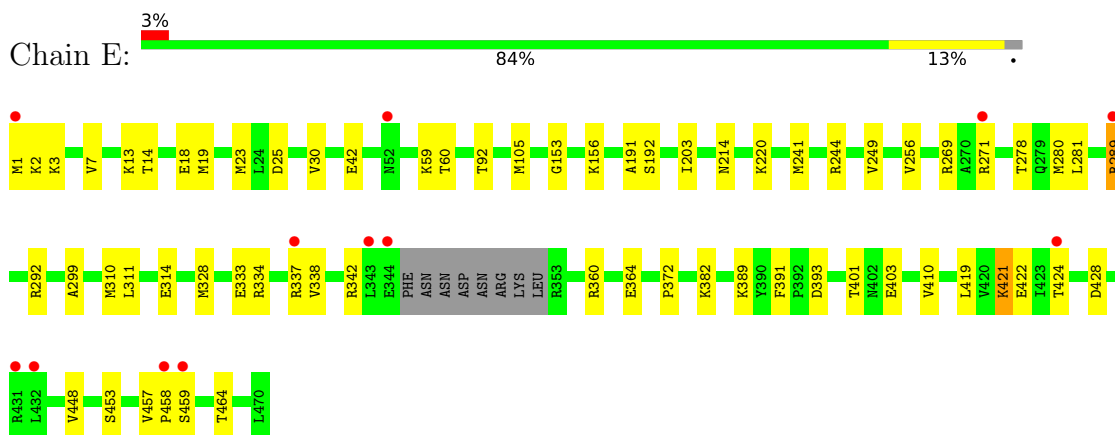 3%
Chain E:
84% 13% •
M1 K2 K3 V7 K13 T14 E18 M19 M23 L24 D25 V30 E42 N52 K59 T60 T92 M105 G153 K156 A191 S192 I203 N214 K220 M241 R244 V249 V256 R269 A270 R271 T278 Q279 M280 L281 R289
R292 A299 M310 L311 E314 M328 E333 R334 R337 V338 R342 L343 E344 PHE ASN ASN ASP ASN ARG LYS LEU R353 R360 E364 P372 K382 K389 Y390 F391 P392 D393 T401 N402 E403 V410 L419 V420 K421 E422 I423 T424 D428
R431 L432 V448 S453 V457 P458 S459 T464 L470